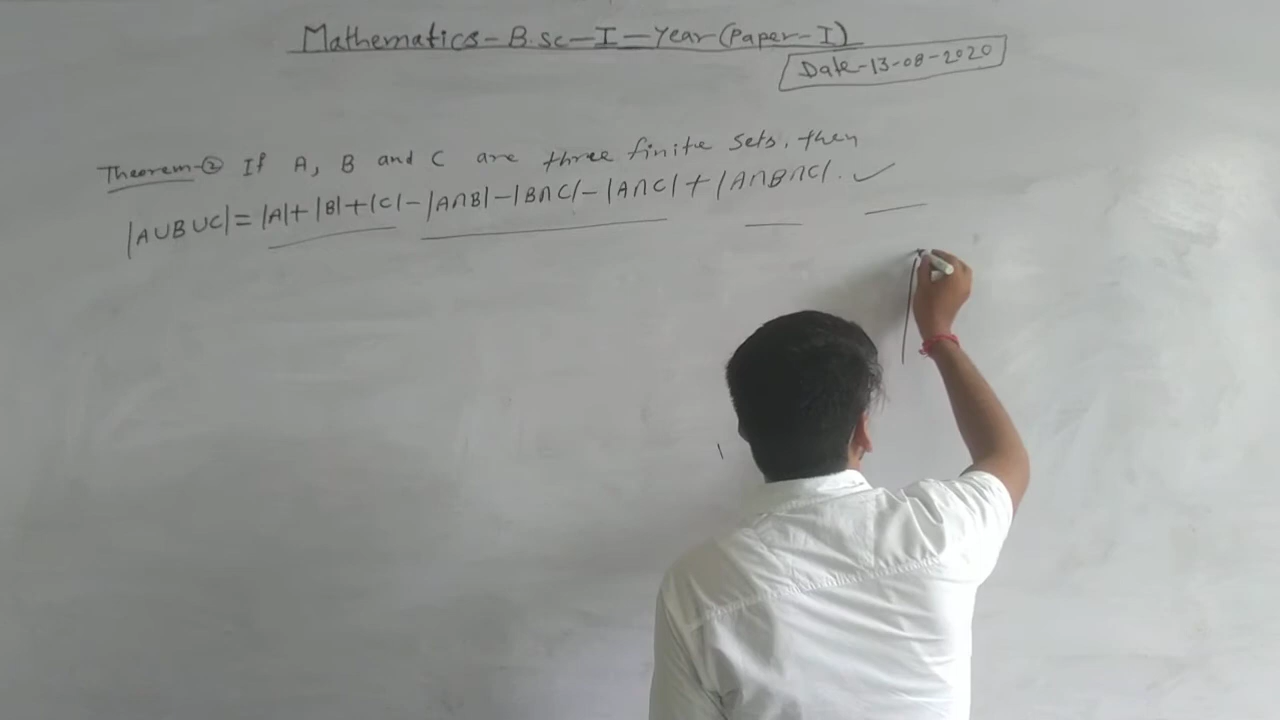 Mathematics-B.sc-I-Year(Paper-I)
Date-13-08-2020
Theorem-② If A, B and C are three finite sets, then
|A∪B∪C|=|A|+|B|+|C|-|A∩B|-|B∩C|-|A∩C|+|A∩B∩C|.